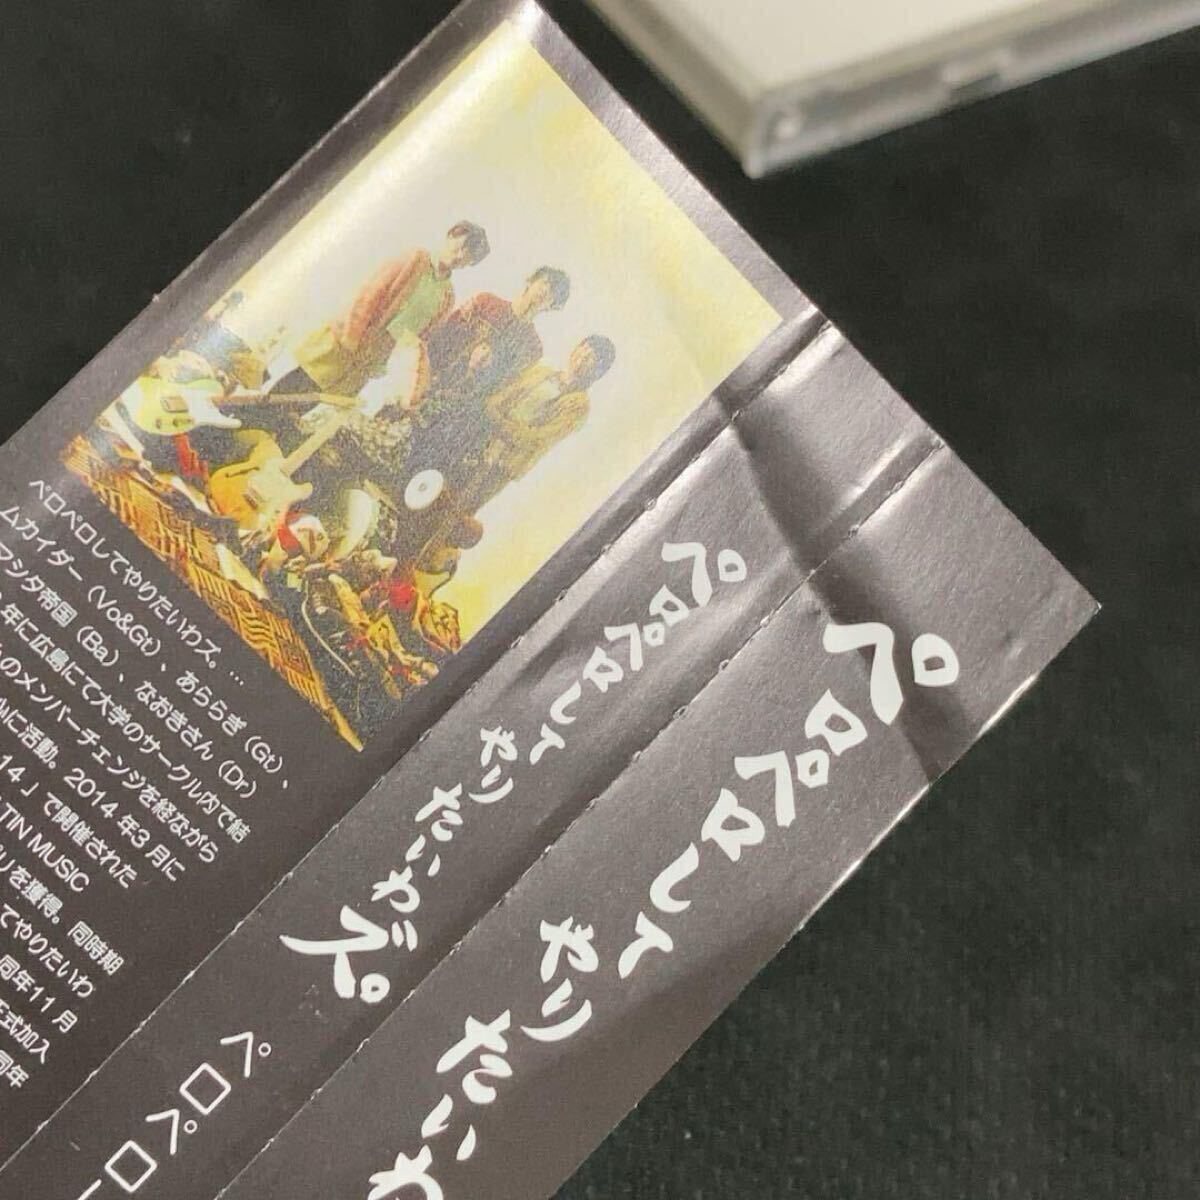 ペロペロしてやりたいわズ。…
ムカイダー（Vo&Gt）、あららぎ（Gt）、
マシタ帝国（Ba）、なおきさん（Dr）
年に広島にて大学のサークル内で結
のメンバーチェンジを経ながら
に活動。2014年3月に
14」で開催された
TIN MUSIC
リを獲得。同時期
てやりたいわ
同年11月
正式加入
同年
ペロペロしてやりたいわズ。
ペロペロ
ペロペロしてやりたいわ